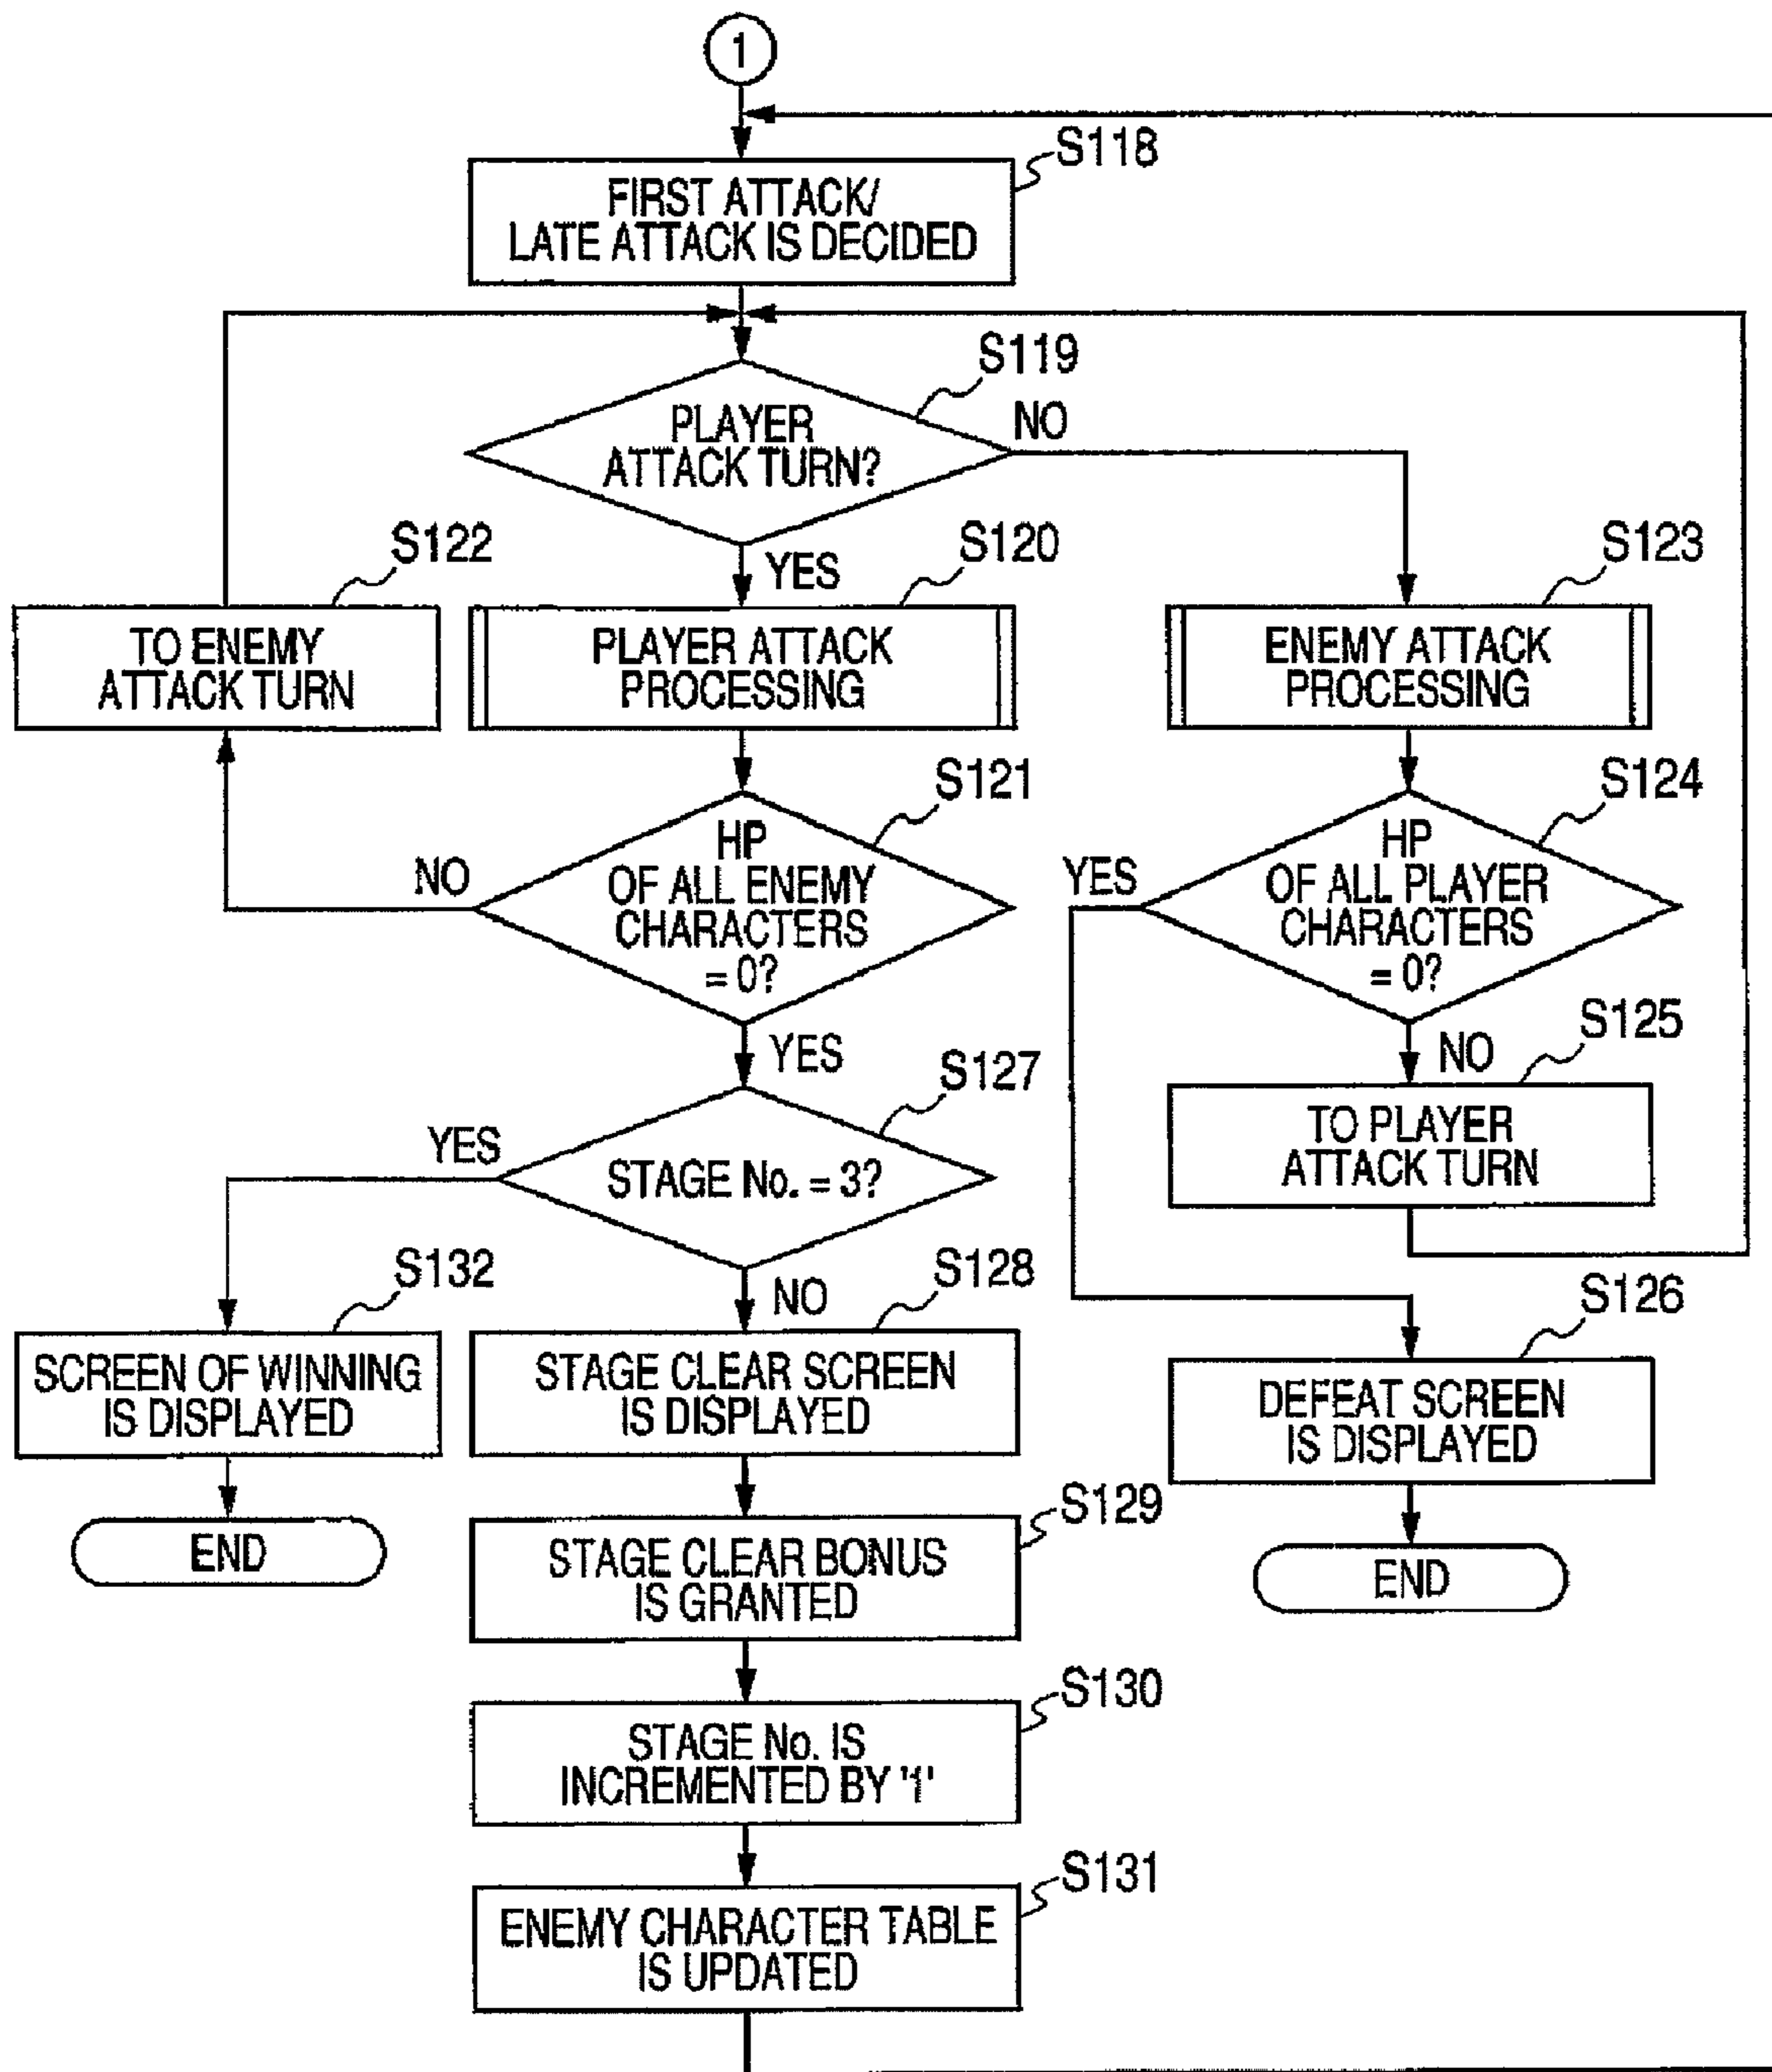 1
S118
FIRST ATTACK/
LATE ATTACK IS DECIDED
S119
PLAYER
ATTACK TURN?
NO
YES
S122
TO ENEMY
ATTACK TURN
S120
PLAYER ATTACK
PROCESSING
S123
ENEMY ATTACK
PROCESSING
S121
HP
OF ALL ENEMY
CHARACTERS
= 0?
NO
YES
S124
HP
OF ALL PLAYER
CHARACTERS
= 0?
YES
NO
S125
TO PLAYER
ATTACK TURN
S127
STAGE No. = 3?
YES
NO
S132
SCREEN OF WINNING
IS DISPLAYED
END
S128
STAGE CLEAR SCREEN
IS DISPLAYED
S126
DEFEAT SCREEN
IS DISPLAYED
END
S129
STAGE CLEAR BONUS
IS GRANTED
S130
STAGE No. IS
INCREMENTED BY '1'
S131
ENEMY CHARACTER TABLE
IS UPDATED